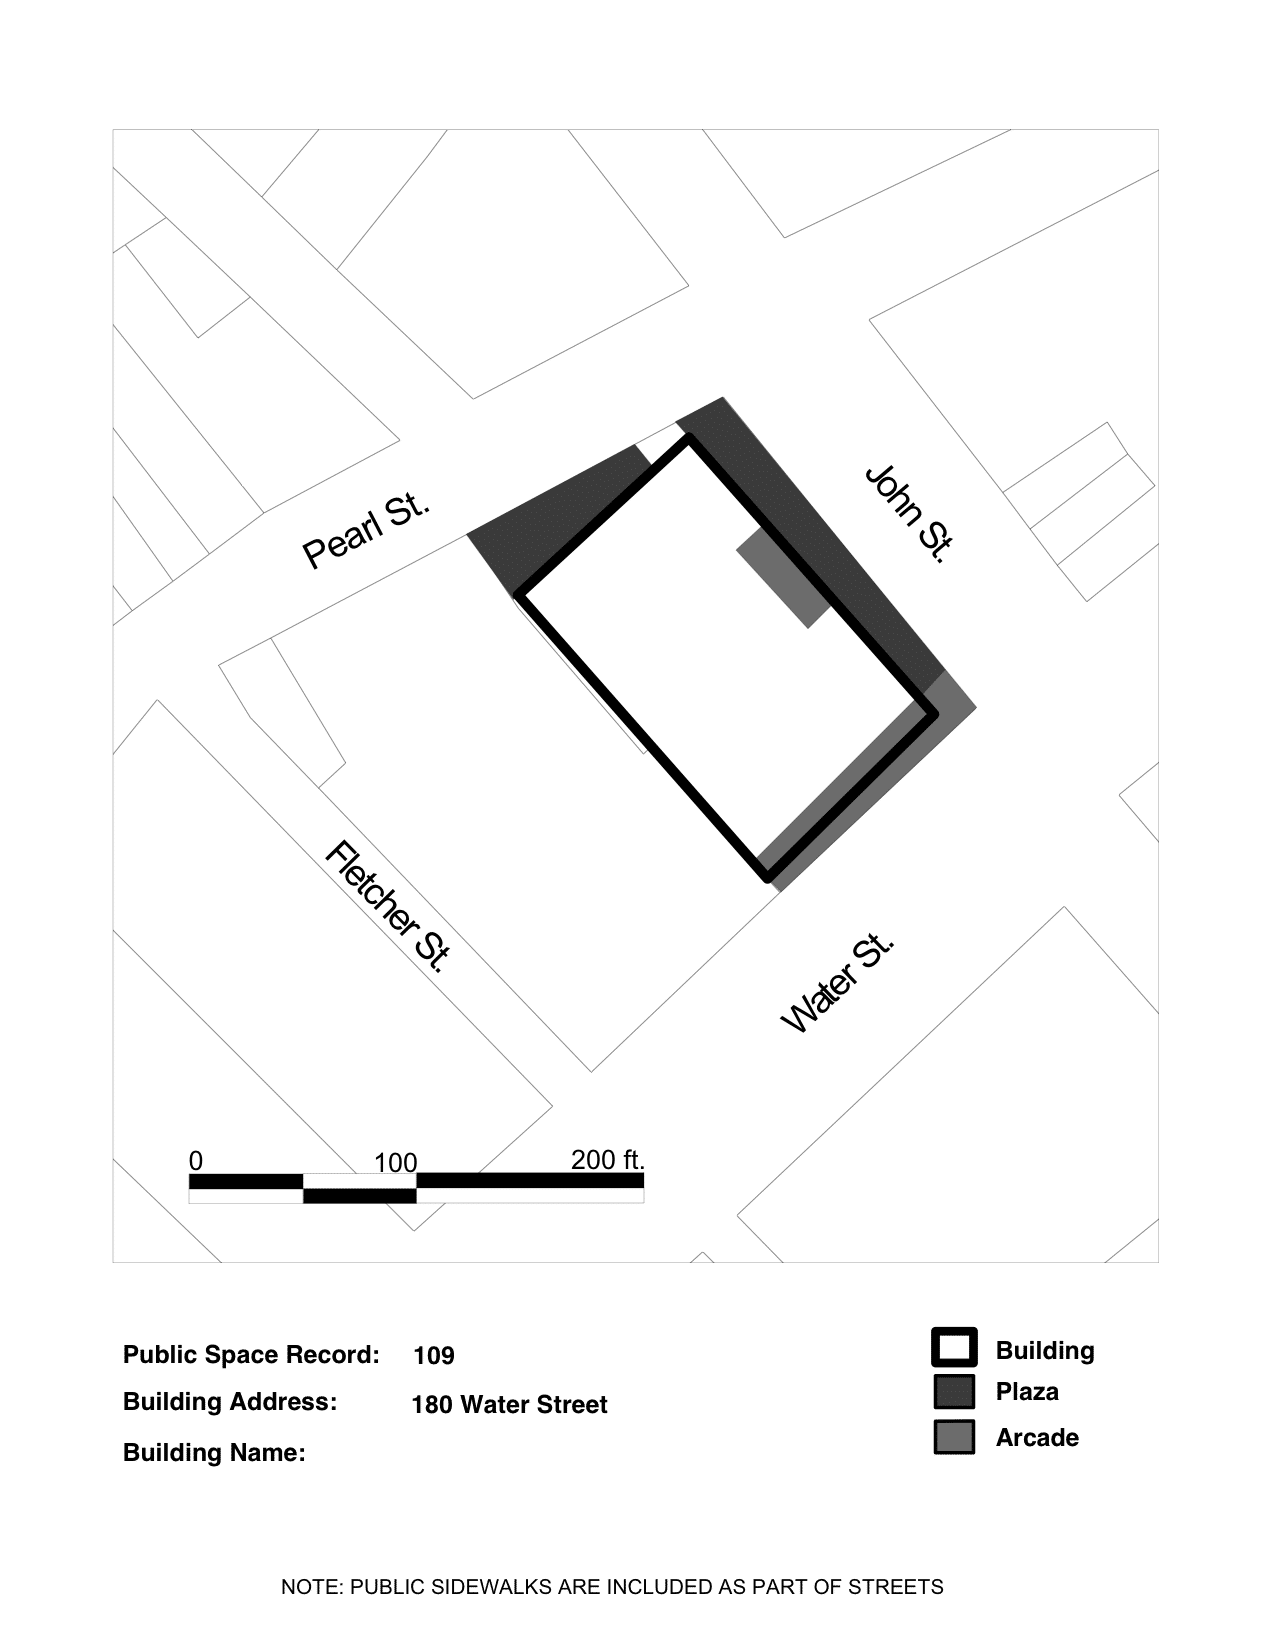 John St.
Pearl St.
Fletcher St.
Water St.
0 100 200 ft.
Public Space Record: 109
Building Address: 180 Water Street
Building Name:
Building
Plaza
Arcade
NOTE: PUBLIC SIDEWALKS ARE INCLUDED AS PART OF STREETS